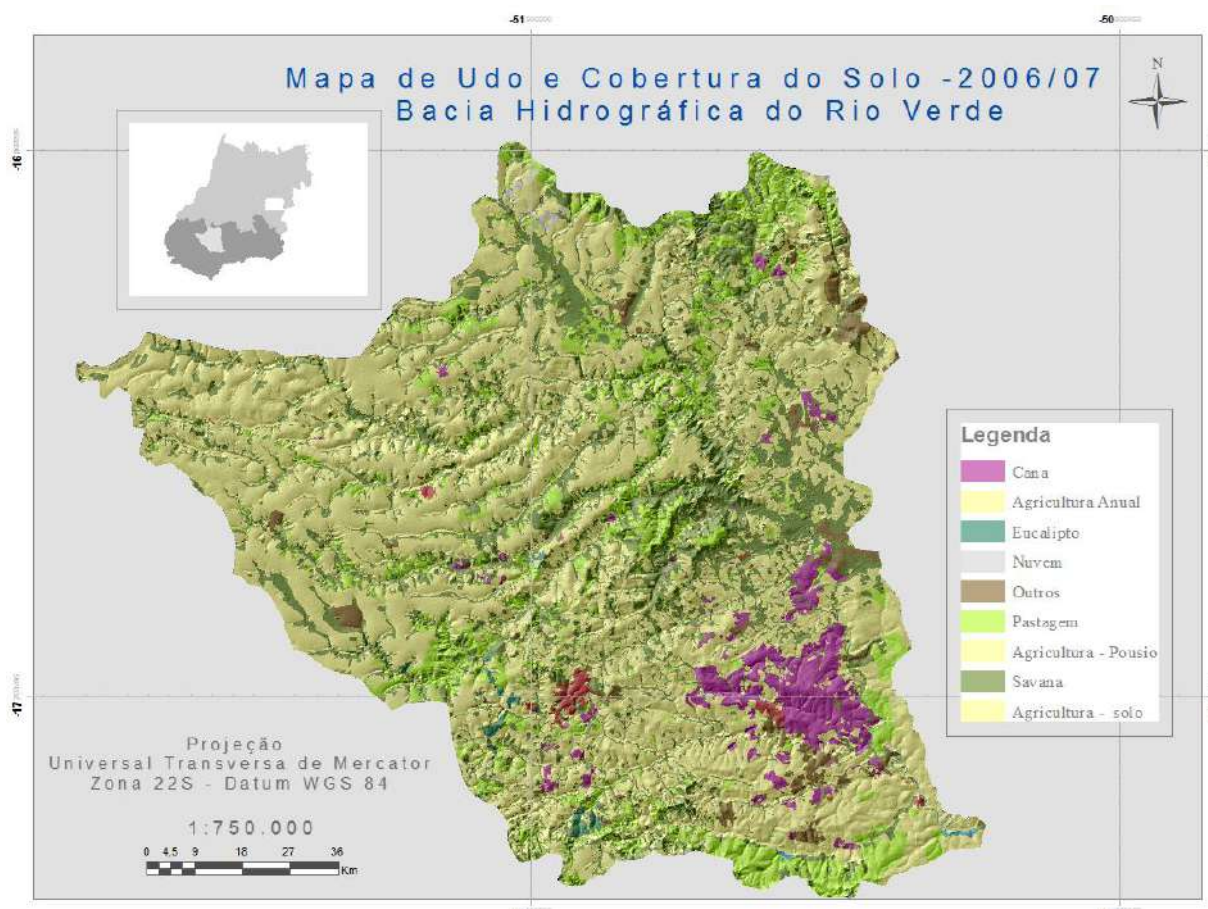 -51
-50
Mapa de Udo e Cobertura do Solo -2006/07
Bacia Hidrográfica do Rio Verde
N
-16
-17
Legenda
Cana
Agricultura Anual
Eucalipto
Nuvem
Outros
Pastagem
Agricultura - Pousio
Savana
Agricultura - solo
Projeção
Universal Transversa de Mercator
Zona 22S - Datum WGS 84
1:750.000
0 4,5 9 18 27 36
Km